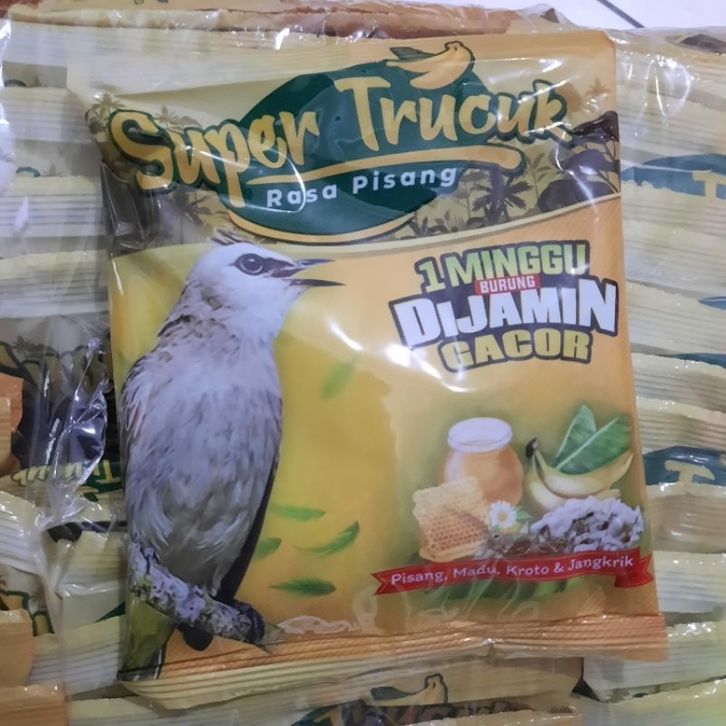 Super Trucuk
Rasa Pisang
1 MINGGU
BURUNG
DIJAMIN
GACOR
Pisang, Madu, Kroto & Jangkrik